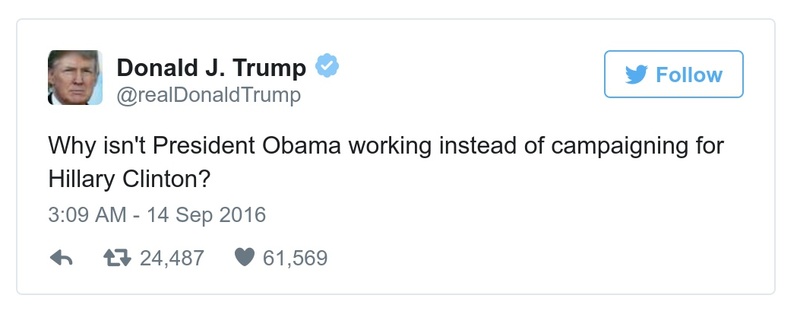 Donald J. Trump
@realDonaldTrump
Follow
Why isn't President Obama working instead of campaigning for
Hillary Clinton?
3:09 AM - 14 Sep 2016
24,487 61,569